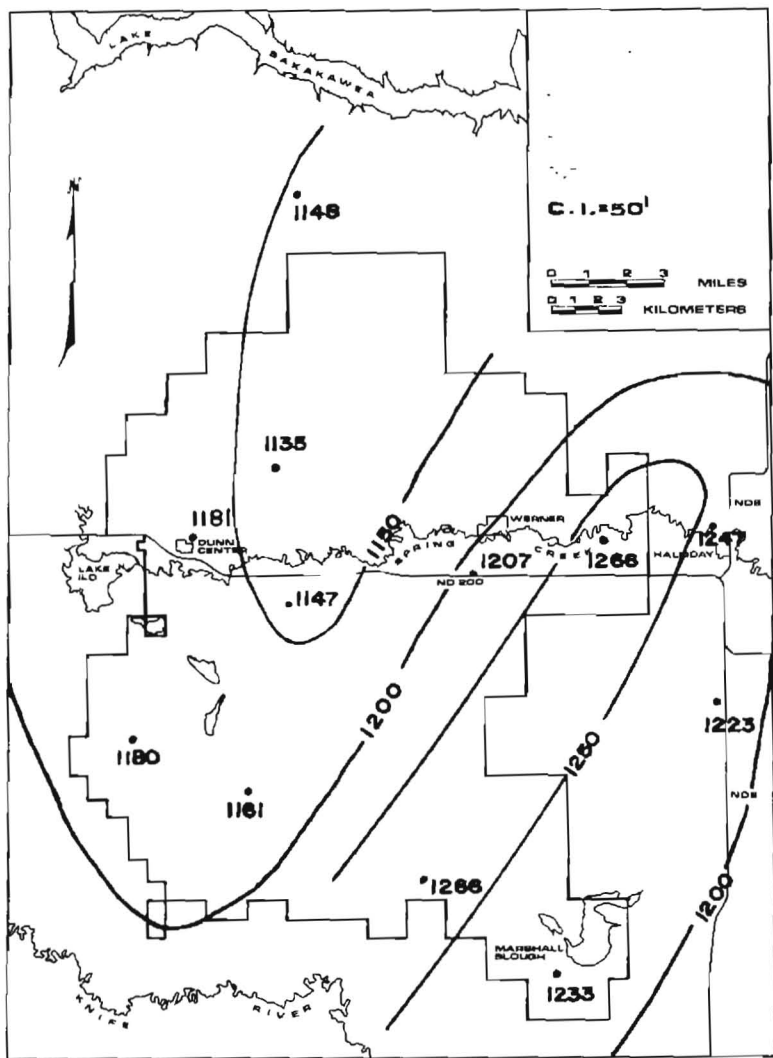 LAKE
SAKAKAWEA
N
1148
C.I.=50'
0 1 2 3 MILES
0 1 2 3 KILOMETERS
1135
1181
DUNN
CENTER
1150
SPRING
CREEK
WERNER
ND8
1247
LAKE
ILO
1207
1266
HALLIDAY
ND 200
1147
1200
1250
1223
1180
1161
ND8
1286
1200
MARSHALL
SLOUGH
1233
KNIFE
RIVER